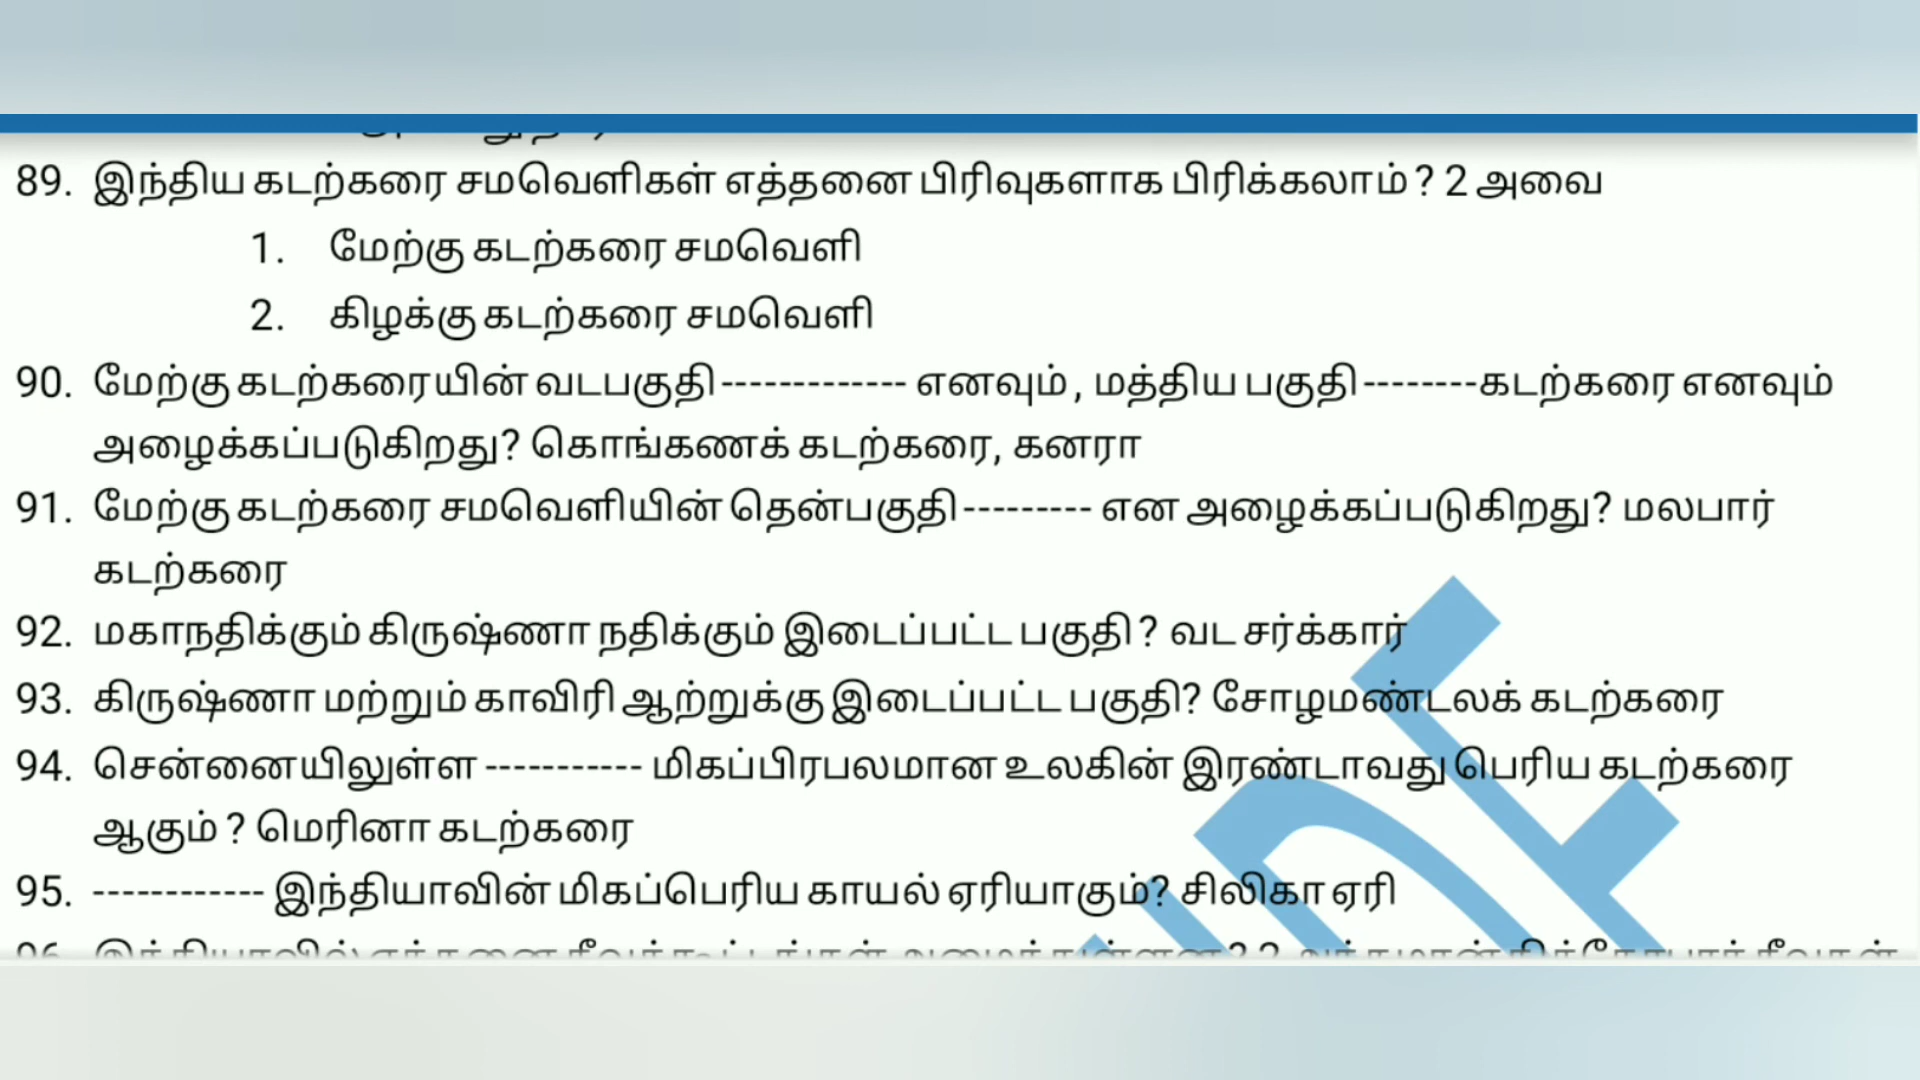 89. இந்திய கடற்கரை சமவெளிகள் எத்தனை பிரிவுகளாக பிரிக்கலாம் ? 2 அவை
1. மேற்கு கடற்கரை சமவெளி
2. கிழக்கு கடற்கரை சமவெளி
90. மேற்கு கடற்கரையின் வடபகுதி ------------- எனவும் , மத்திய பகுதி --------கடற்கரை எனவும்
அழைக்கப்படுகிறது? கொங்கணக் கடற்கரை, கனரா
91. மேற்கு கடற்கரை சமவெளியின் தென்பகுதி --------- என அழைக்கப்படுகிறது? மலபார்
கடற்கரை
92. மகாநதிக்கும் கிருஷ்ணா நதிக்கும் இடைப்பட்ட பகுதி ? வட சர்க்கார்
93. கிருஷ்ணா மற்றும் காவிரி ஆற்றுக்கு இடைப்பட்ட பகுதி? சோழமண்டலக் கடற்கரை
94. சென்னையிலுள்ள ----------- மிகப்பிரபலமான உலகின் இரண்டாவது பெரிய கடற்கரை
ஆகும் ? மெரினா கடற்கரை
95. ------------ இந்தியாவின் மிகப்பெரிய காயல் ஏரியாகும்? சிலிகா ஏரி